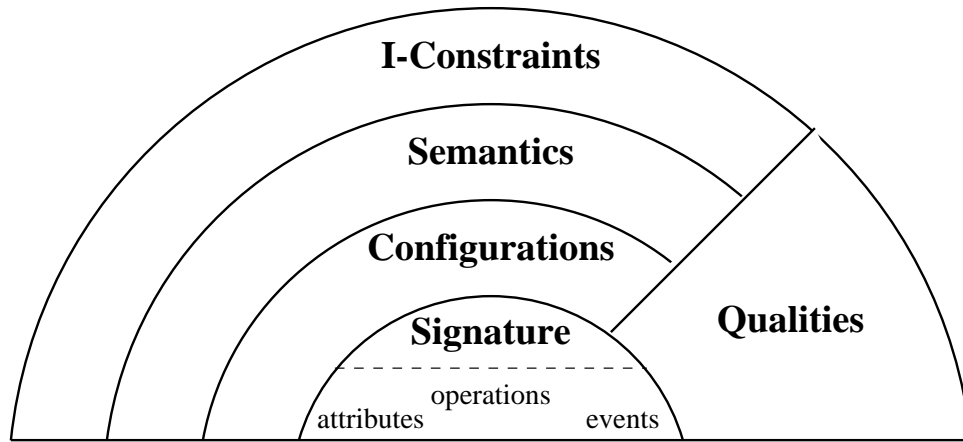 I-Constraints
Semantics
Configurations
Signature
Qualities
operations
attributes
events